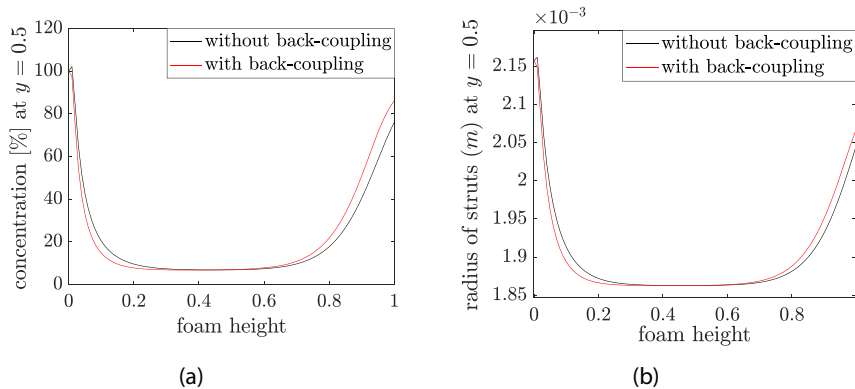 without back-coupling
with back-coupling
concentration [%] at y = 0.5
120
100
80
60
40
20
0
0
0.2
0.4
0.6
0.8
1
foam height
(a)
×10⁻³
without back-coupling
with back-coupling
radius of struts (m) at y = 0.5
2.15
2.1
2.05
2
1.95
1.9
1.85
0
0.2
0.4
0.6
0.8
foam height
(b)